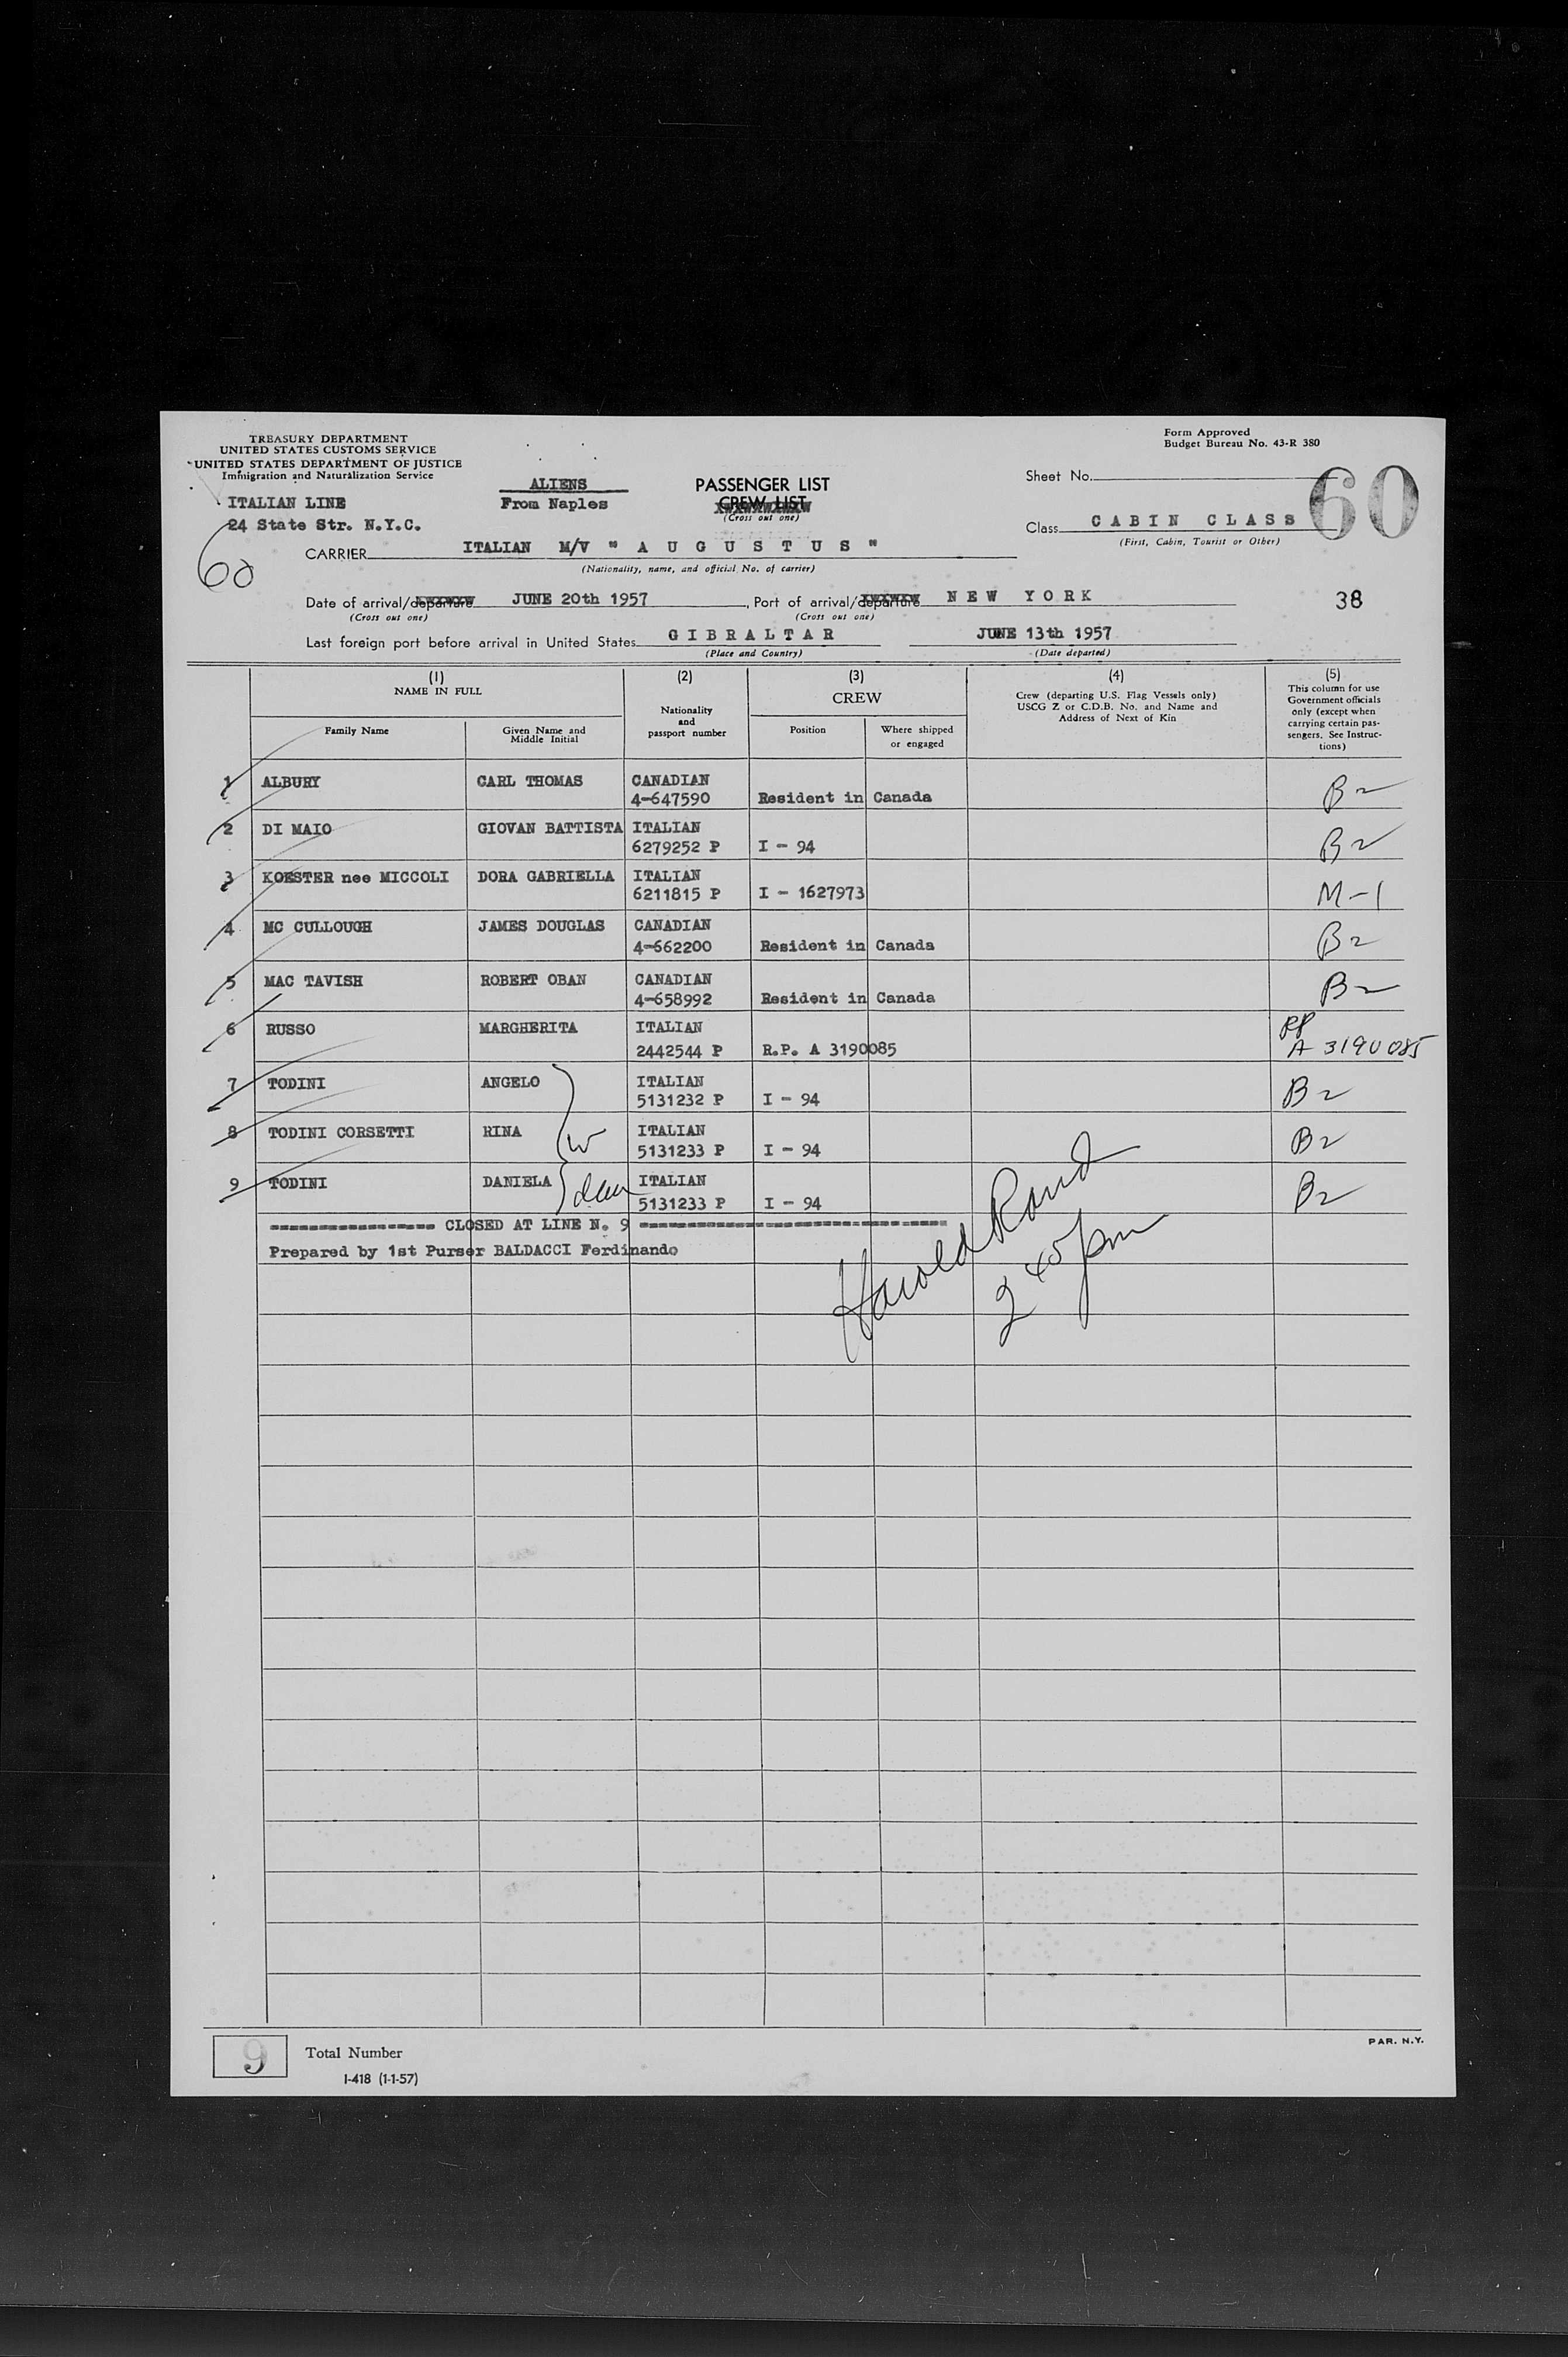 TREASURY DEPARTMENT
UNITED STATES CUSTOMS SERVICE
UNITED STATES DEPARTMENT OF JUSTICE
Immigration and Naturalization Service
ITALIAN LINE
24 State Str. N.Y.C.
60
ALIENS
From Naples
PASSENGER LIST
CREW LIST
(Cross out one)
Form Approved
Budget Bureau No. 43-R 380
Sheet No.
60
Class CABIN CLASS
(First, Cabin, Tourist or Other)
CARRIER ITALIAN M/V " A U G U S T U S "
(Nationality, name, and official No. of carrier)
Date of arrival/departure JUNE 20th 1957, Port of arrival/departure N E W Y O R K
(Cross out one) (Cross out one)
38
Last foreign port before arrival in United States G I B R A L T A R JUNE 13th 1957
(Place and Country) (Date departed)
(1)
NAME IN FULL
Family Name
Given Name and
Middle Initial
(2)
Nationality
and
passport number
(3)
CREW
Position
Where shipped
or engaged
(4)
Crew (departing U.S. Flag Vessels only)
USCG Z or C.D.B. No. and Name and
Address of Next of Kin
(5)
This column for use
Government officials
only (except when
carrying certain pas-
sengers. See Instruc-
tions)
1 ALBURY CARL THOMAS CANADIAN
4-647590 Resident in Canada B2
2 DI MAIO GIOVAN BATTISTA ITALIAN
6279252 P I - 94 B2
3 KOESTER nee MICCOLI DORA GABRIELLA ITALIAN
6211815 P I - 1627973 M-1
4 MC CULLOUGH JAMES DOUGLAS CANADIAN
4-662200 Resident in Canada B2
5 MAC TAVISH ROBERT OBAN CANADIAN
4-658992 Resident in Canada B2
6 RUSSO MARGHERITA ITALIAN
2442544 P R.P. A 3190085 RP
A 3190085
7 TODINI ANGELO ITALIAN
5131232 P I - 94 B2
8 TODINI CORSETTI RINA w ITALIAN
5131233 P I - 94 B2
9 TODINI DANIELA dau ITALIAN
5131233 P I - 94 B2
----------------- CLOSED AT LINE N. 9 -------------------------------
Prepared by 1st Purser BALDACCI Ferdinando
Harold Rand
2 45 pm
9
Total Number
I-418 (1-1-57)
PAR. N.Y.